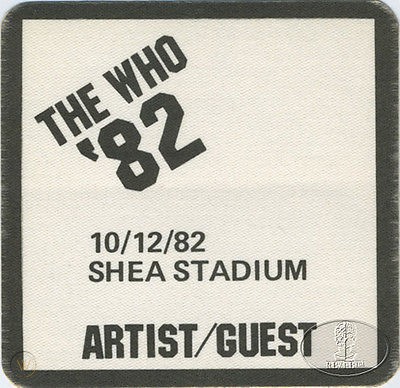 THE WHO
'82
10/12/82
SHEA STADIUM
ARTIST/GUEST